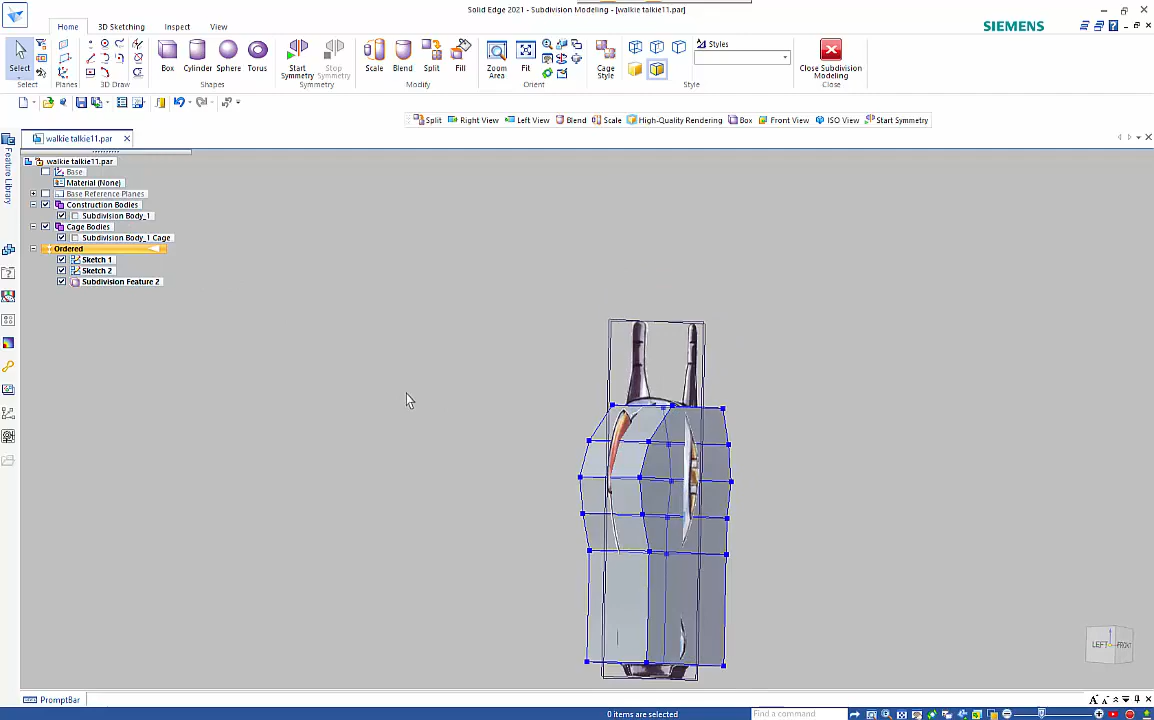 Solid Edge 2021 - Subdivision Modeling - [walkie talkie11.par]
Home 3D Sketching Inspect View
SIEMENS
Select
Box Cylinder Sphere Torus
Start Symmetry Stop Symmetry
Scale Blend Split Fill
Zoom Area Fit
Cage Style
Styles
Close Subdivision Modeling
Select Planes 3D Draw Shapes Symmetry Modify Orient Style Close
Split Right View Left View Blend Scale High-Quality Rendering Box Front View ISO View Start Symmetry
walkie talkie11.par
Feature Library
walkie talkie11.par
Base
Material (None)
Base Reference Planes
Construction Bodies
Subdivision Body_1
Cage Bodies
Subdivision Body_1 Cage
Ordered
Sketch 1
Sketch 2
Subdivision Feature 2
LEFT FRONT
PromptBar
0 items are selected
Find a command